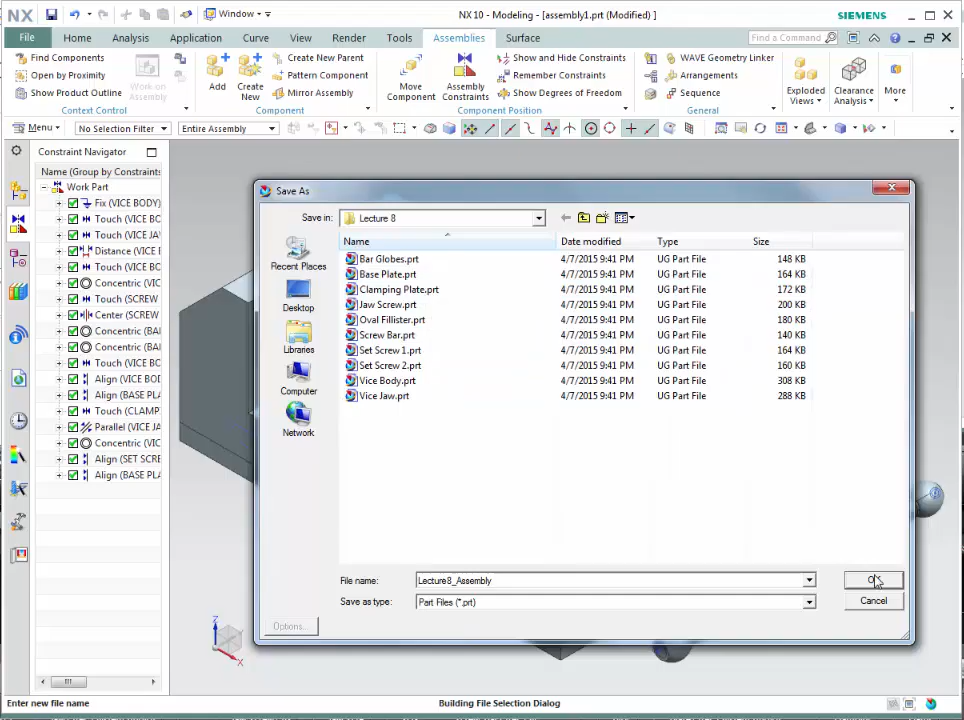 NX
Window
NX 10 - Modeling - [assembly1.prt (Modified) ]
SIEMENS
File
Home
Analysis
Application
Curve
View
Render
Tools
Assemblies
Surface
Find a Command
Find Components
Open by Proximity
Show Product Outline
Work on Assembly
Context Control
Add
Create New
Create New Parent
Pattern Component
Mirror Assembly
Component
Move Component
Assembly Constraints
Show and Hide Constraints
Remember Constraints
Show Degrees of Freedom
Component Position
WAVE Geometry Linker
Arrangements
Sequence
General
Exploded Views
Clearance Analysis
More
Menu
No Selection Filter
Entire Assembly
Constraint Navigator
Name (Group by Constraints
Work Part
Fix (VICE BODY)
Touch (VICE BO
Touch (VICE JA
Distance (VICE I
Touch (VICE BO
Concentric (VIC
Touch (SCREW
Center (SCREW
Concentric (BA
Concentric (BA
Touch (VICE BO
Align (VICE BOD
Align (BASE PL
Touch (CLAMP
Parallel (VICE JA
Concentric (VIC
Align (SET SCRE
Align (BASE PLA
Save As
Save in:
Lecture 8
Recent Places
Desktop
Libraries
Computer
Network
Name Date modified Type Size
Bar Globes.prt 4/7/2015 9:41 PM UG Part File 148 KB
Base Plate.prt 4/7/2015 9:41 PM UG Part File 164 KB
Clamping Plate.prt 4/7/2015 9:41 PM UG Part File 172 KB
Jaw Screw.prt 4/7/2015 9:41 PM UG Part File 200 KB
Oval Fillister.prt 4/7/2015 9:41 PM UG Part File 180 KB
Screw Bar.prt 4/7/2015 9:41 PM UG Part File 140 KB
Set Screw 1.prt 4/7/2015 9:41 PM UG Part File 164 KB
Set Screw 2.prt 4/7/2015 9:41 PM UG Part File 160 KB
Vice Body.prt 4/7/2015 9:41 PM UG Part File 308 KB
Vice Jaw.prt 4/7/2015 9:41 PM UG Part File 288 KB
File name:
Lecture8_Assembly
Save as type:
Part Files (*.prt)
Cancel
Options...
Z
X
Enter new file name
Building File Selection Dialog